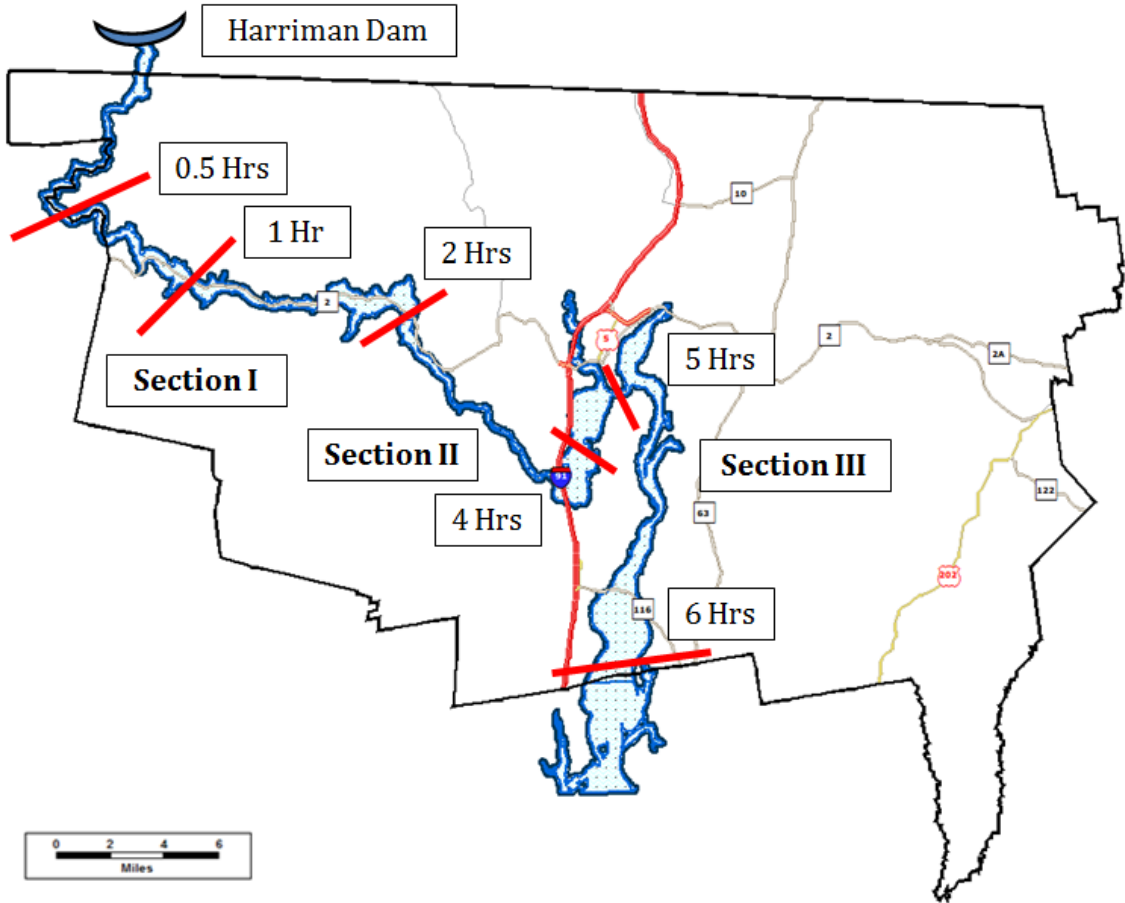 Harriman Dam
0.5 Hrs
10
1 Hr
2 Hrs
2
5
2
5 Hrs
2A
Section I
Section II
Section III
4 Hrs
63
122
202
116
6 Hrs
0 2 4 6
Miles